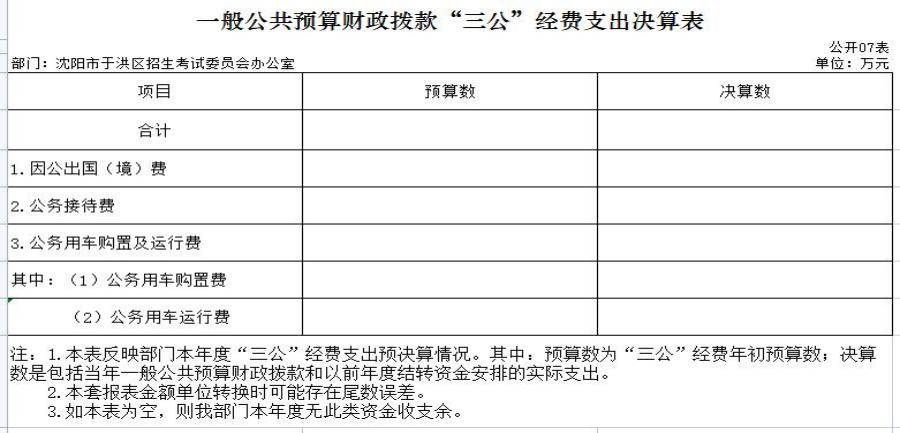 一般公共预算财政拨款“三公”经费支出决算表
公开07表
部门：沈阳市于洪区招生考试委员会办公室 单位：万元
项目 预算数 决算数
合计
1.因公出国（境）费
2.公务接待费
3.公务用车购置及运行费
其中：（1）公务用车购置费
（2）公务用车运行费
注：1.本表反映部门本年度“三公”经费支出预决算情况。其中：预算数为“三公”经费年初预算数；决算
数是包括当年一般公共预算财政拨款和以前年度结转资金安排的实际支出。
2.本套报表金额单位转换时可能存在尾数误差。
3.如本表为空，则我部门本年度无此类资金收支余。